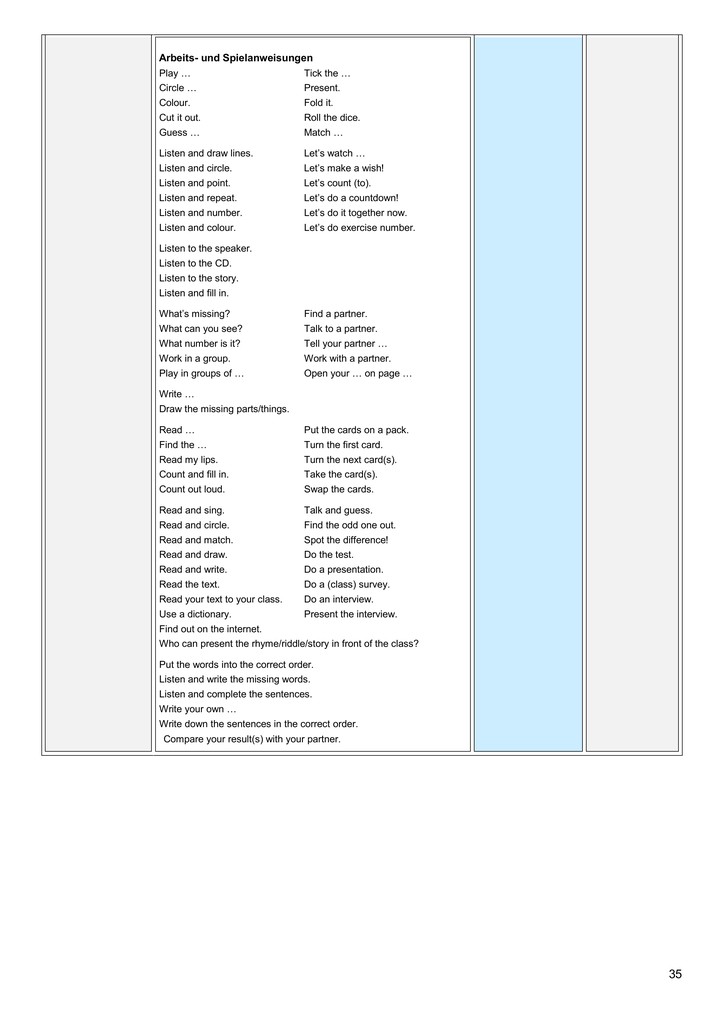 Arbeits- und Spielanweisungen
Play … Tick the …
Circle … Present.
Colour. Fold it.
Cut it out. Roll the dice.
Guess … Match …
Listen and draw lines. Let's watch …
Listen and circle. Let's make a wish!
Listen and point. Let's count (to).
Listen and repeat. Let's do a countdown!
Listen and number. Let's do it together now.
Listen and colour. Let's do exercise number.
Listen to the speaker.
Listen to the CD.
Listen to the story.
Listen and fill in.
What's missing? Find a partner.
What can you see? Talk to a partner.
What number is it? Tell your partner …
Work in a group. Work with a partner.
Play in groups of … Open your … on page …
Write …
Draw the missing parts/things.
Read … Put the cards on a pack.
Find the … Turn the first card.
Read my lips. Turn the next card(s).
Count and fill in. Take the card(s).
Count out loud. Swap the cards.
Read and sing. Talk and guess.
Read and circle. Find the odd one out.
Read and match. Spot the difference!
Read and draw. Do the test.
Read and write. Do a presentation.
Read the text. Do a (class) survey.
Read your text to your class. Do an interview.
Use a dictionary. Present the interview.
Find out on the internet.
Who can present the rhyme/riddle/story in front of the class?
Put the words into the correct order.
Listen and write the missing words.
Listen and complete the sentences.
Write your own …
Write down the sentences in the correct order.
Compare your result(s) with your partner.
35